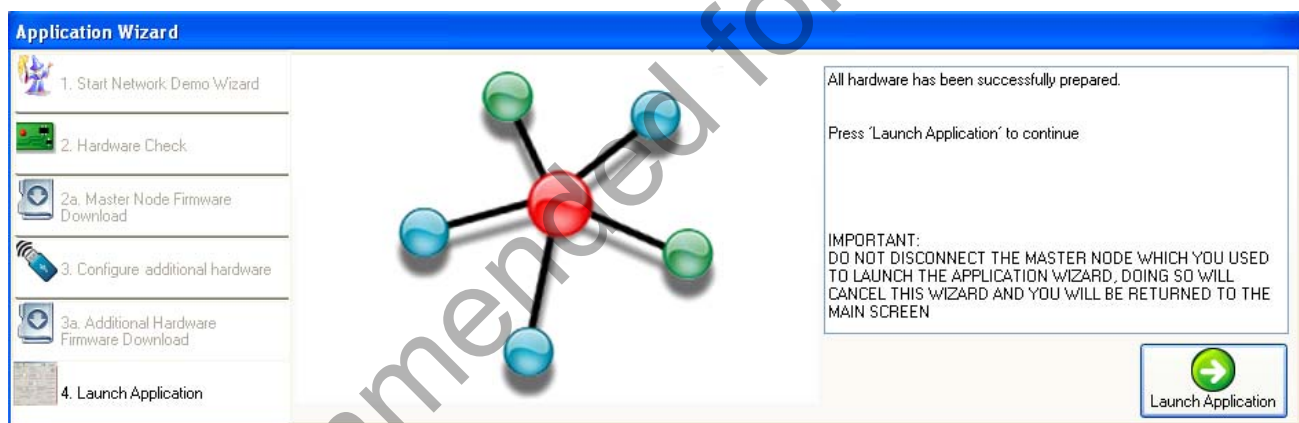 Application Wizard
1. Start Network Demo Wizard
2. Hardware Check
2a. Master Node Firmware
Download
3. Configure additional hardware
3a. Additional Hardware
Firmware Download
4. Launch Application
All hardware has been successfully prepared.
Press ´Launch Application´ to continue
IMPORTANT:
DO NOT DISCONNECT THE MASTER NODE WHICH YOU USED
TO LAUNCH THE APPLICATION WIZARD, DOING SO WILL
CANCEL THIS WIZARD AND YOU WILL BE RETURNED TO THE
MAIN SCREEN
Launch Application
mmended fo